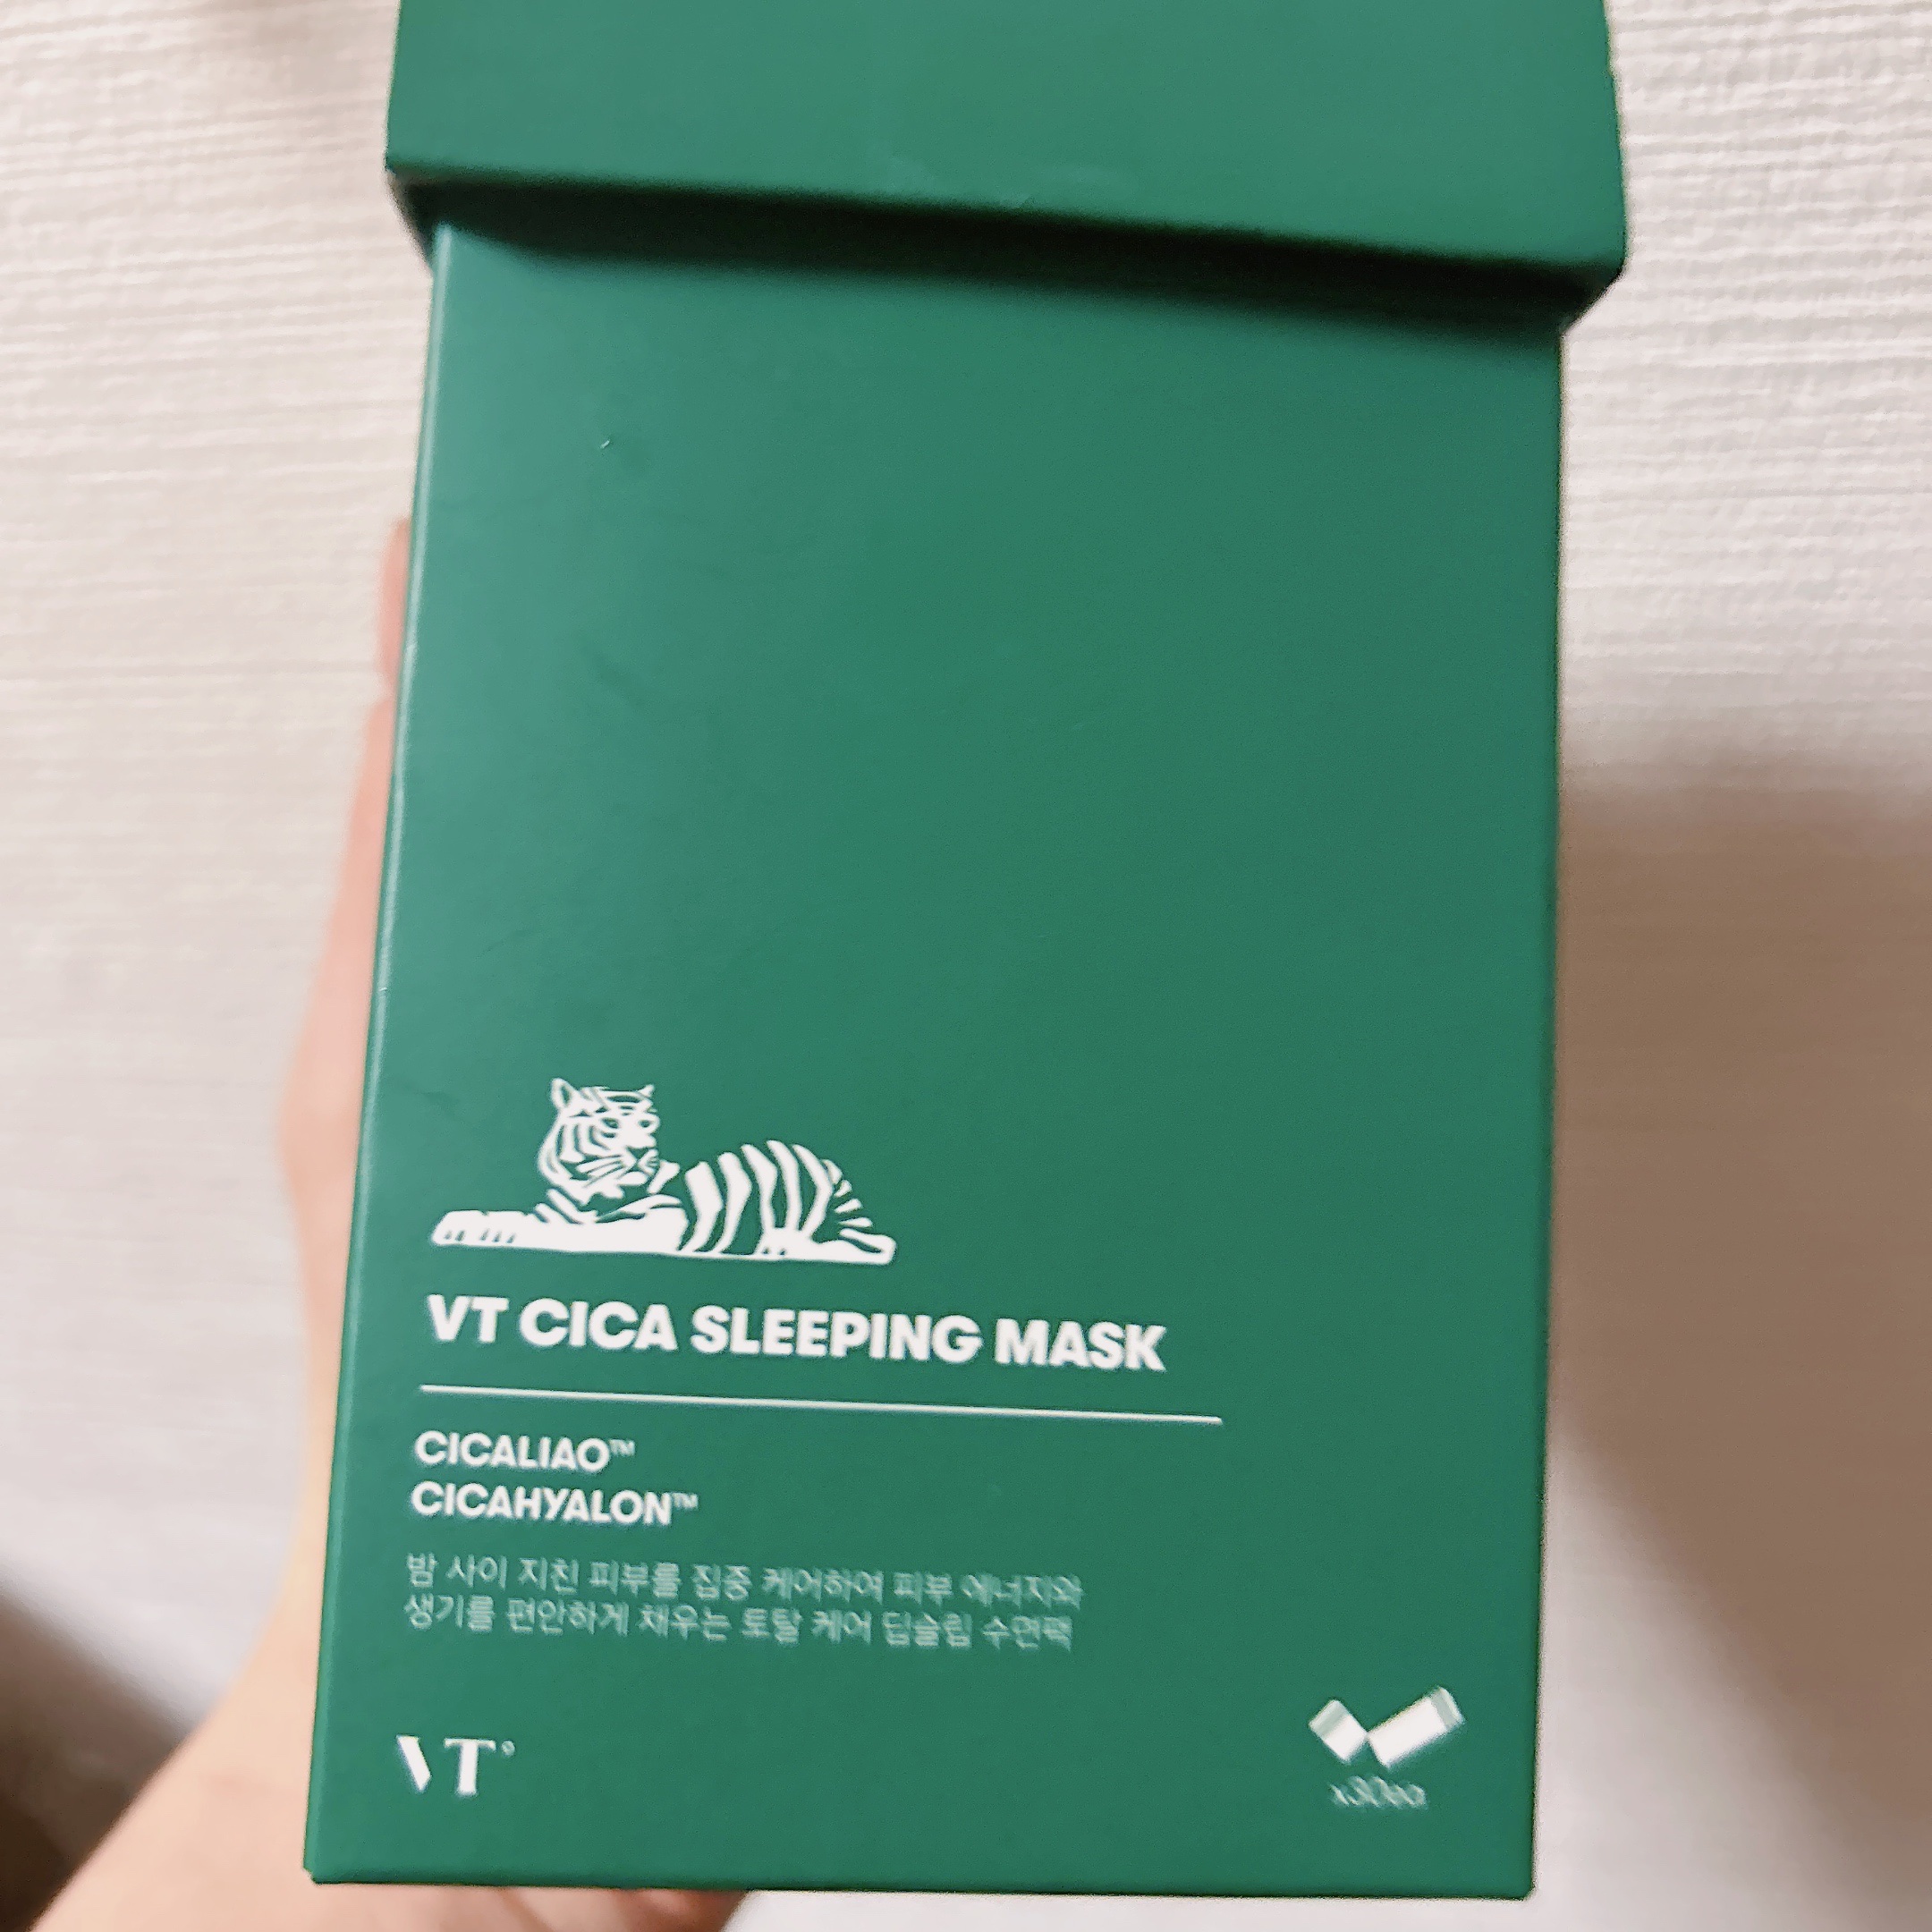 VT CICA SLEEPING MASK
CICALIAO™
CICAHYALON™
밤 사이 지친 피부를 집중 케어하여 피부 에너지와
생기를 편안하게 채우는 토탈 케어 딥슬립 수면팩
VT°
x30ea